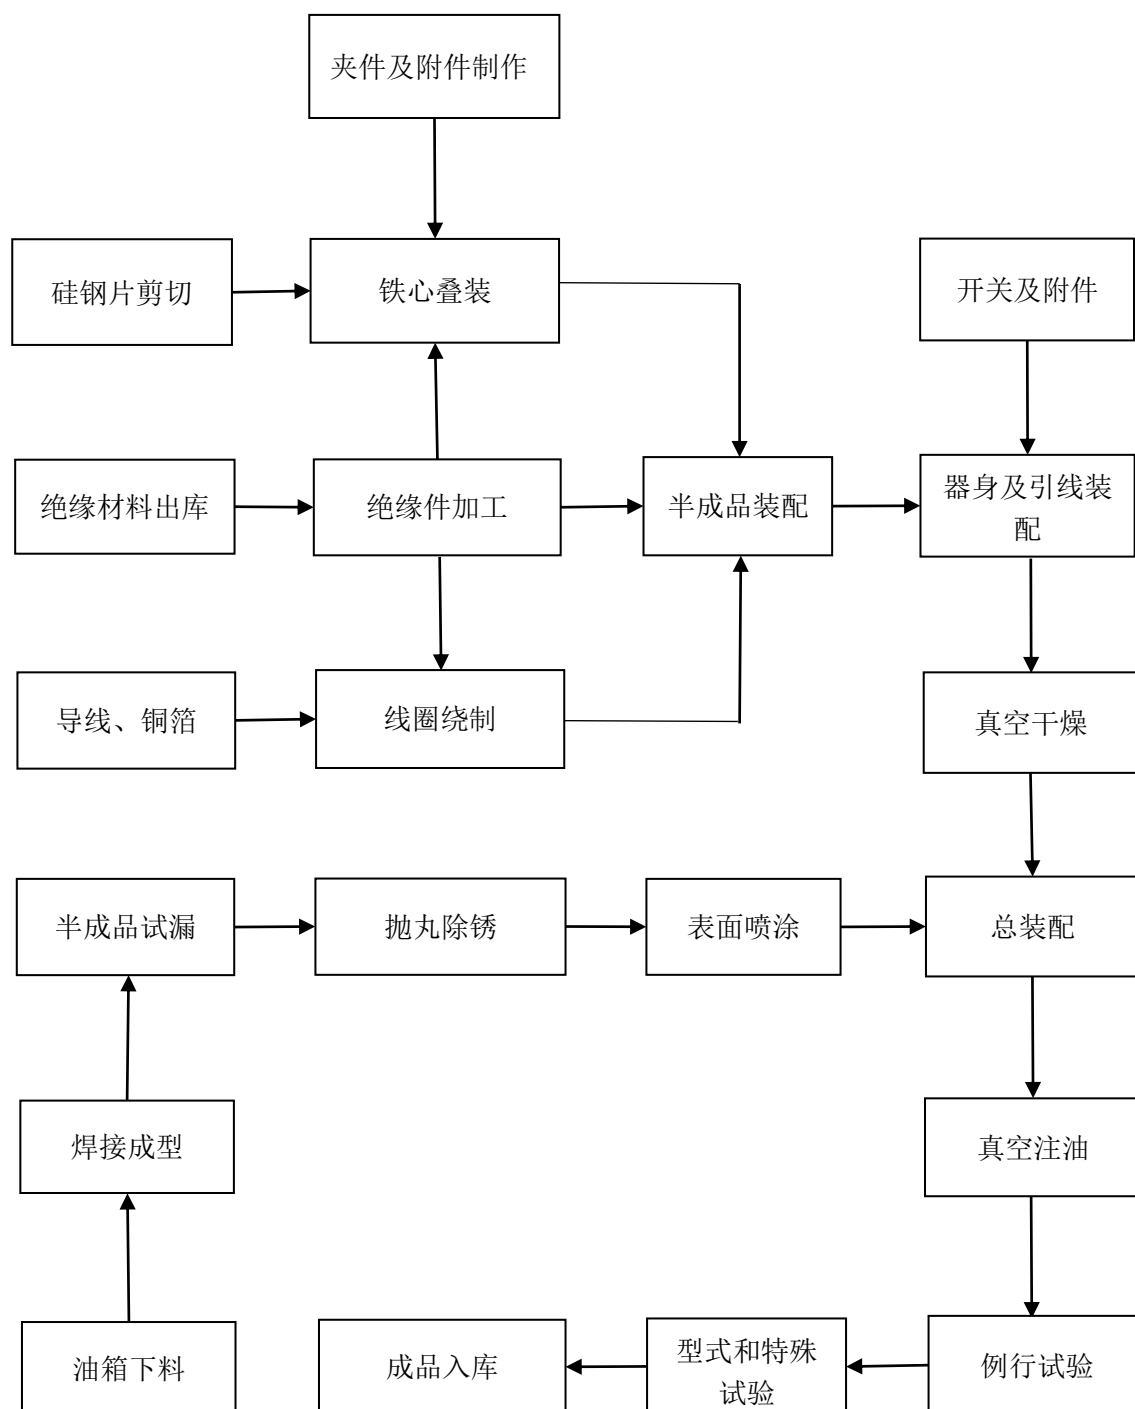 夹件及附件制作
硅钢片剪切
铁心叠装
开关及附件
绝缘材料出库
绝缘件加工
半成品装配
器身及引线装
配
导线、铜箔
线圈绕制
真空干燥
半成品试漏
抛丸除锈
表面喷涂
总装配
焊接成型
真空注油
油箱下料
成品入库
型式和特殊
试验
例行试验